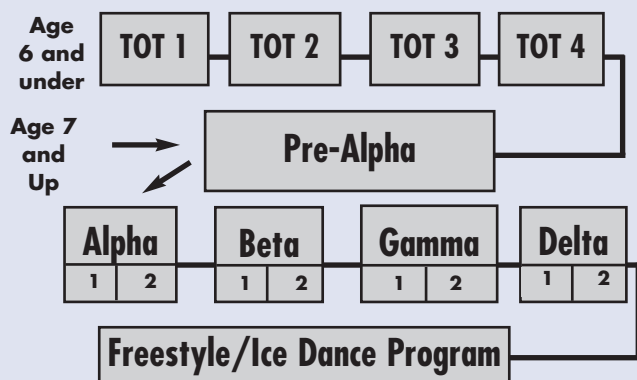 Age
6 and
under
TOT 1 TOT 2 TOT 3 TOT 4
Age 7
and
Up
Pre-Alpha
Alpha Beta Gamma Delta
1 2 1 2 1 2 1 2
Freestyle/Ice Dance Program